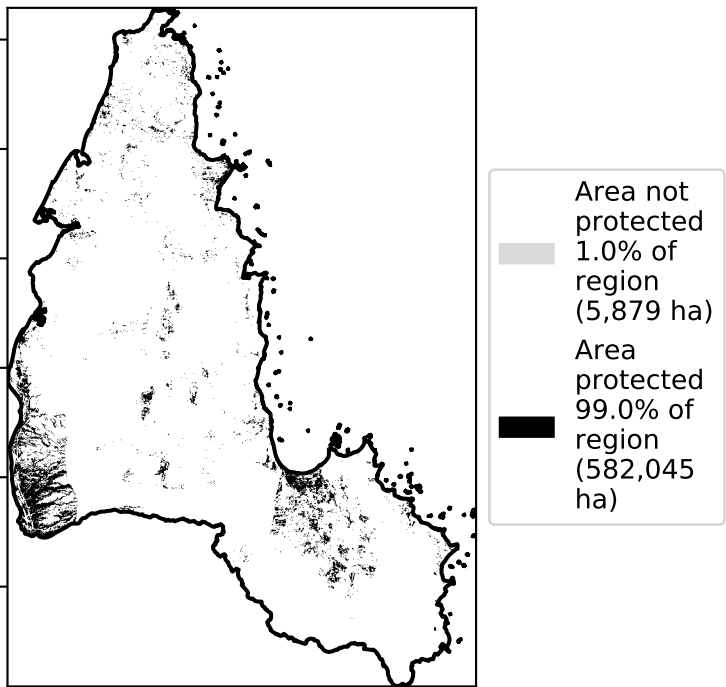 Area not
protected
1.0% of
region
(5,879 ha)
Area
protected
99.0% of
region
(582,045
ha)